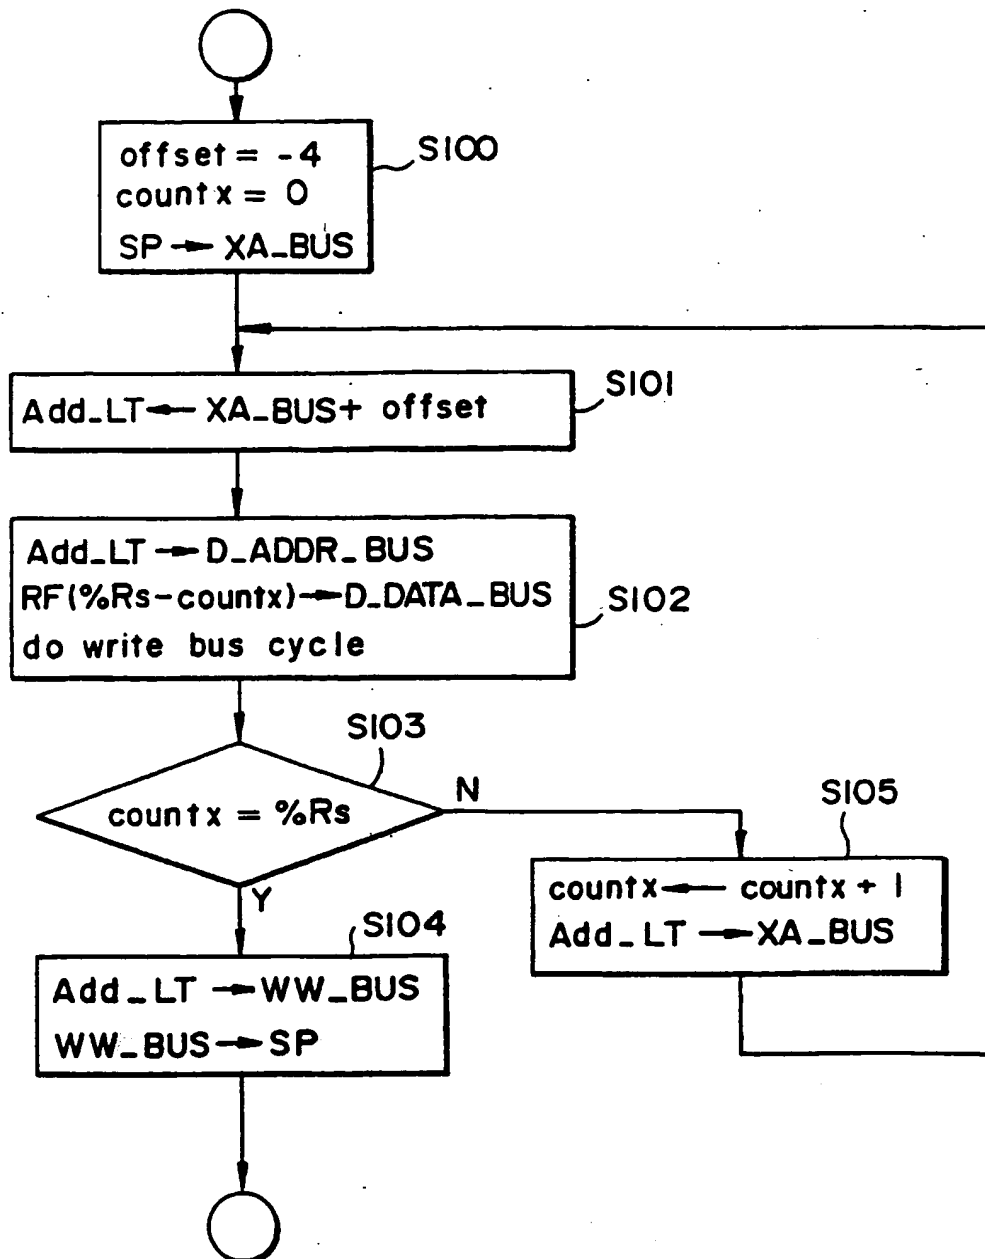 offset = -4
countx = 0
SP → XA_BUS
S100
Add_LT ← XA_BUS + offset
S101
Add_LT → D_ADDR_BUS
RF(%Rs-countx) → D_DATA_BUS
do write bus cycle
S102
S103
countx = %Rs
N
Y
S104
Add_LT → WW_BUS
WW_BUS → SP
S105
countx ← countx + 1
Add_LT → XA_BUS